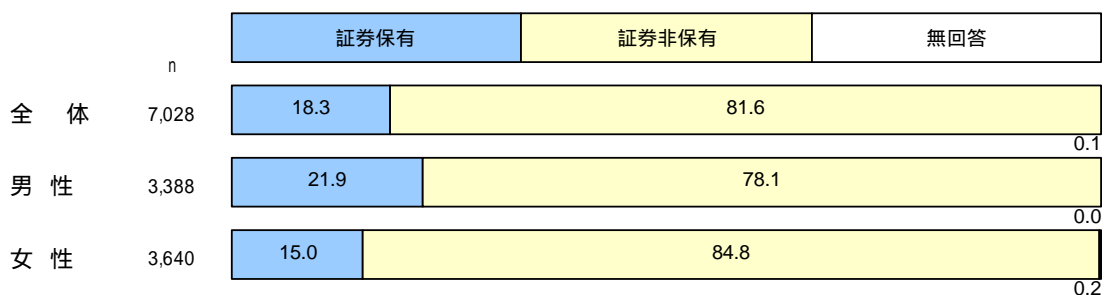 証券保有 証券非保有 無回答
n
全 体 7,028 18.3 81.6
0.1
男 性 3,388 21.9 78.1
0.0
女 性 3,640 15.0 84.8
0.2